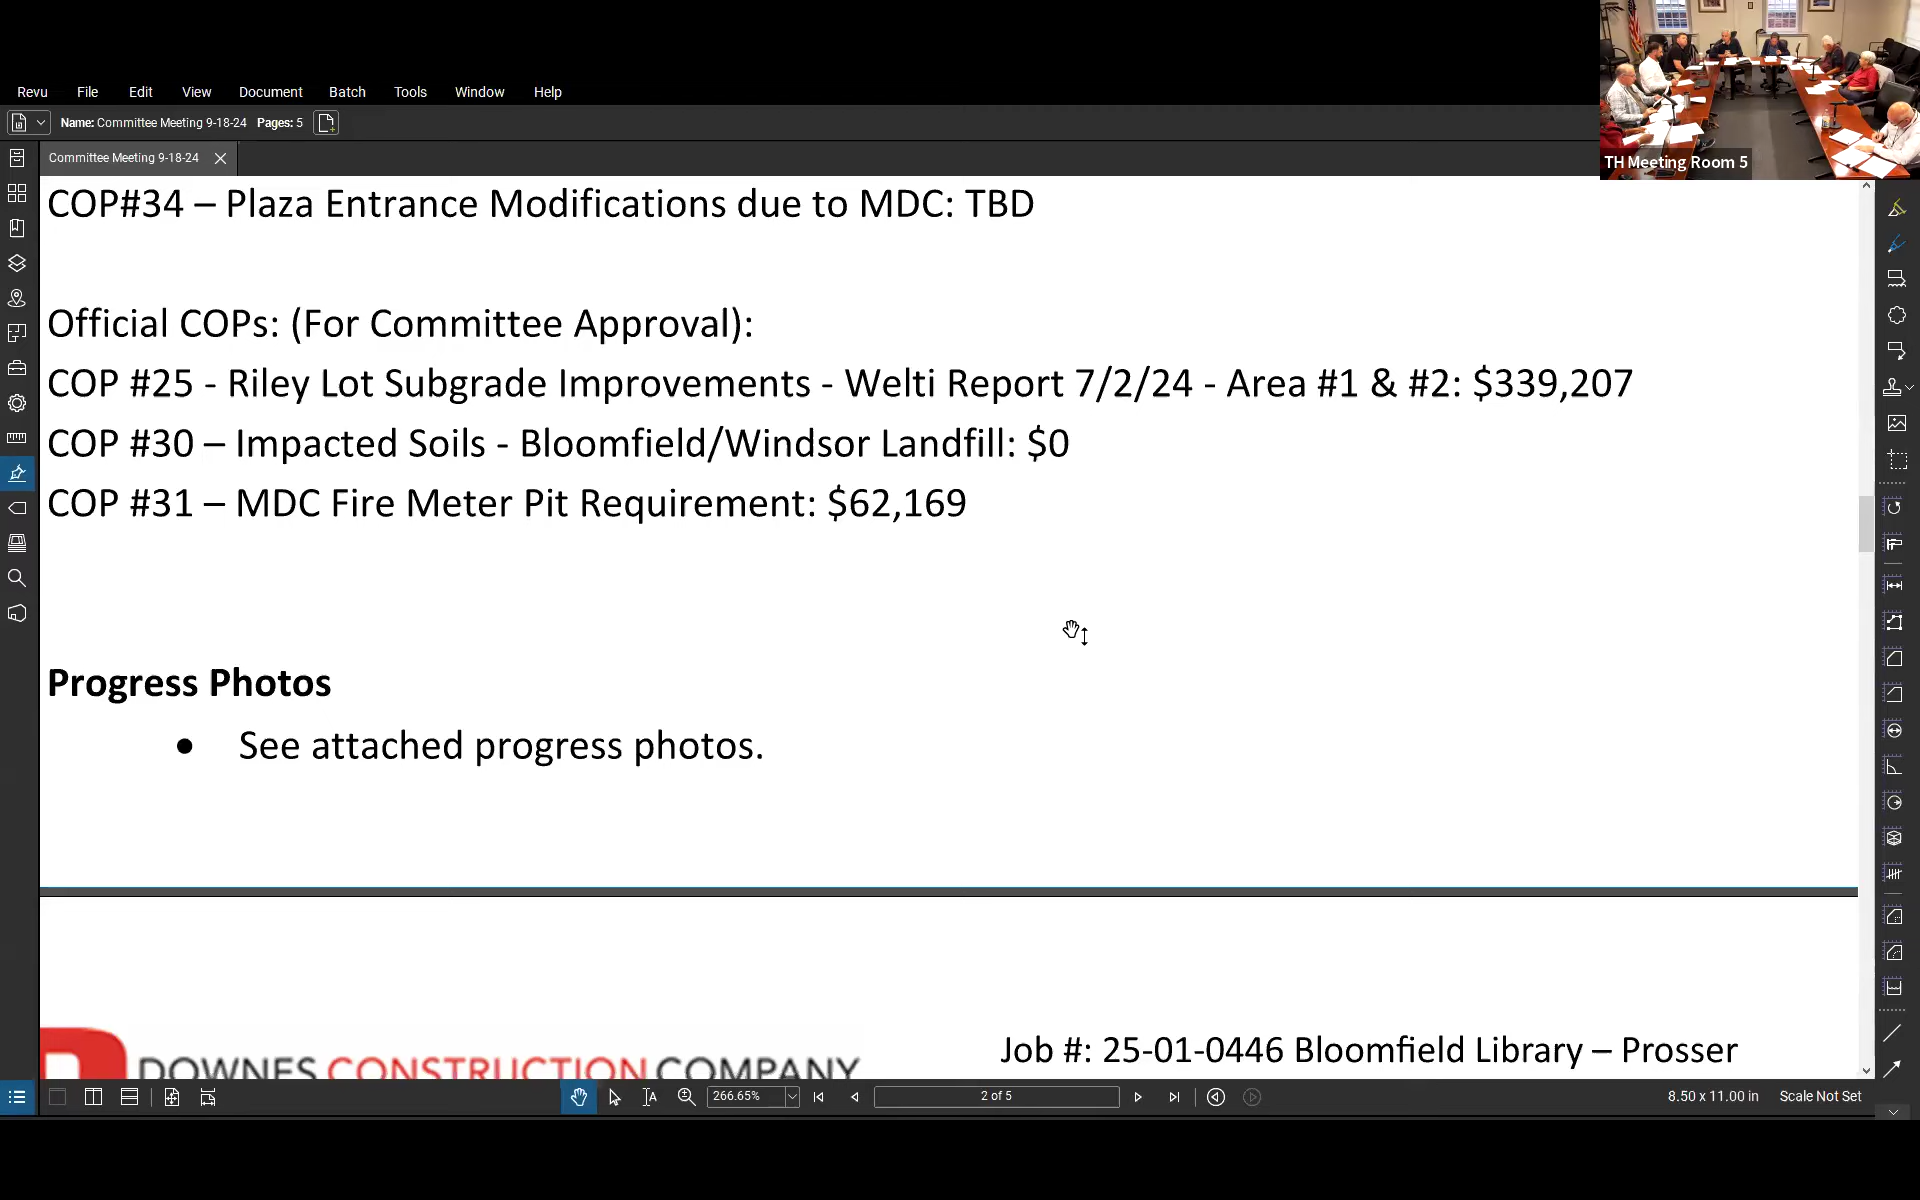 TH Meeting Room 5
Revu File Edit View Document Batch Tools Window Help
Name: Committee Meeting 9-18-24 Pages: 5
Committee Meeting 9-18-24
COP#34 – Plaza Entrance Modifications due to MDC: TBD
Official COPs: (For Committee Approval):
COP #25 - Riley Lot Subgrade Improvements - Welti Report 7/2/24 - Area #1 & #2: $339,207
COP #30 – Impacted Soils - Bloomfield/Windsor Landfill: $0
COP #31 – MDC Fire Meter Pit Requirement: $62,169
Progress Photos
● See attached progress photos.
DOWNES CONSTRUCTION COMPANY
Job #: 25-01-0446 Bloomfield Library – Prosser
266.65%
2 of 5
8.50 x 11.00 in Scale Not Set